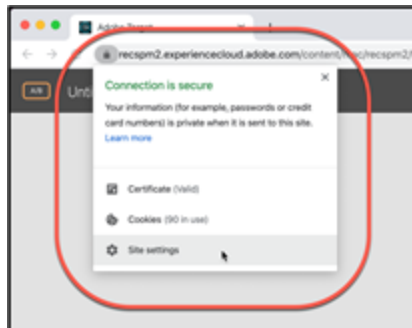 Adobe Target
recspm2.experiencecloud.adobe.com/content/mac/recspm2/
A/B Unti
Connection is secure
Your information (for example, passwords or credit
card numbers) is private when it is sent to this site.
Learn more
Certificate (Valid)
Cookies (90 in use)
Site settings